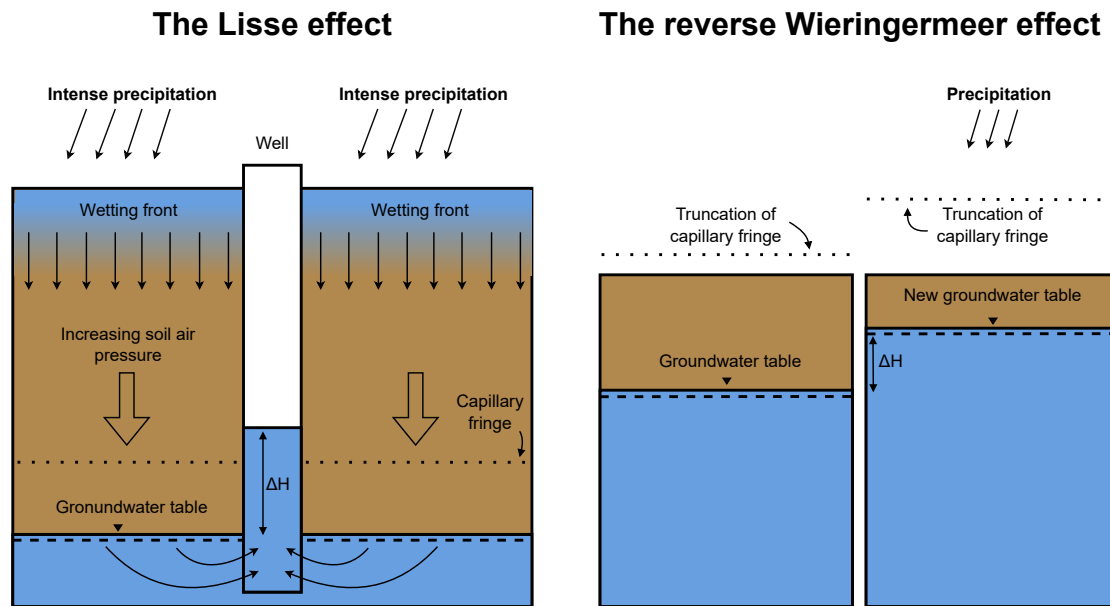 The Lisse effect
Intense precipitation
Intense precipitation
Well
Wetting front
Wetting front
Increasing soil air
pressure
Capillary
fringe
ΔH
Gronundwater table
The reverse Wieringermeer effect
Precipitation
Truncation of
capillary fringe
Truncation of
capillary fringe
Groundwater table
New groundwater table
ΔH